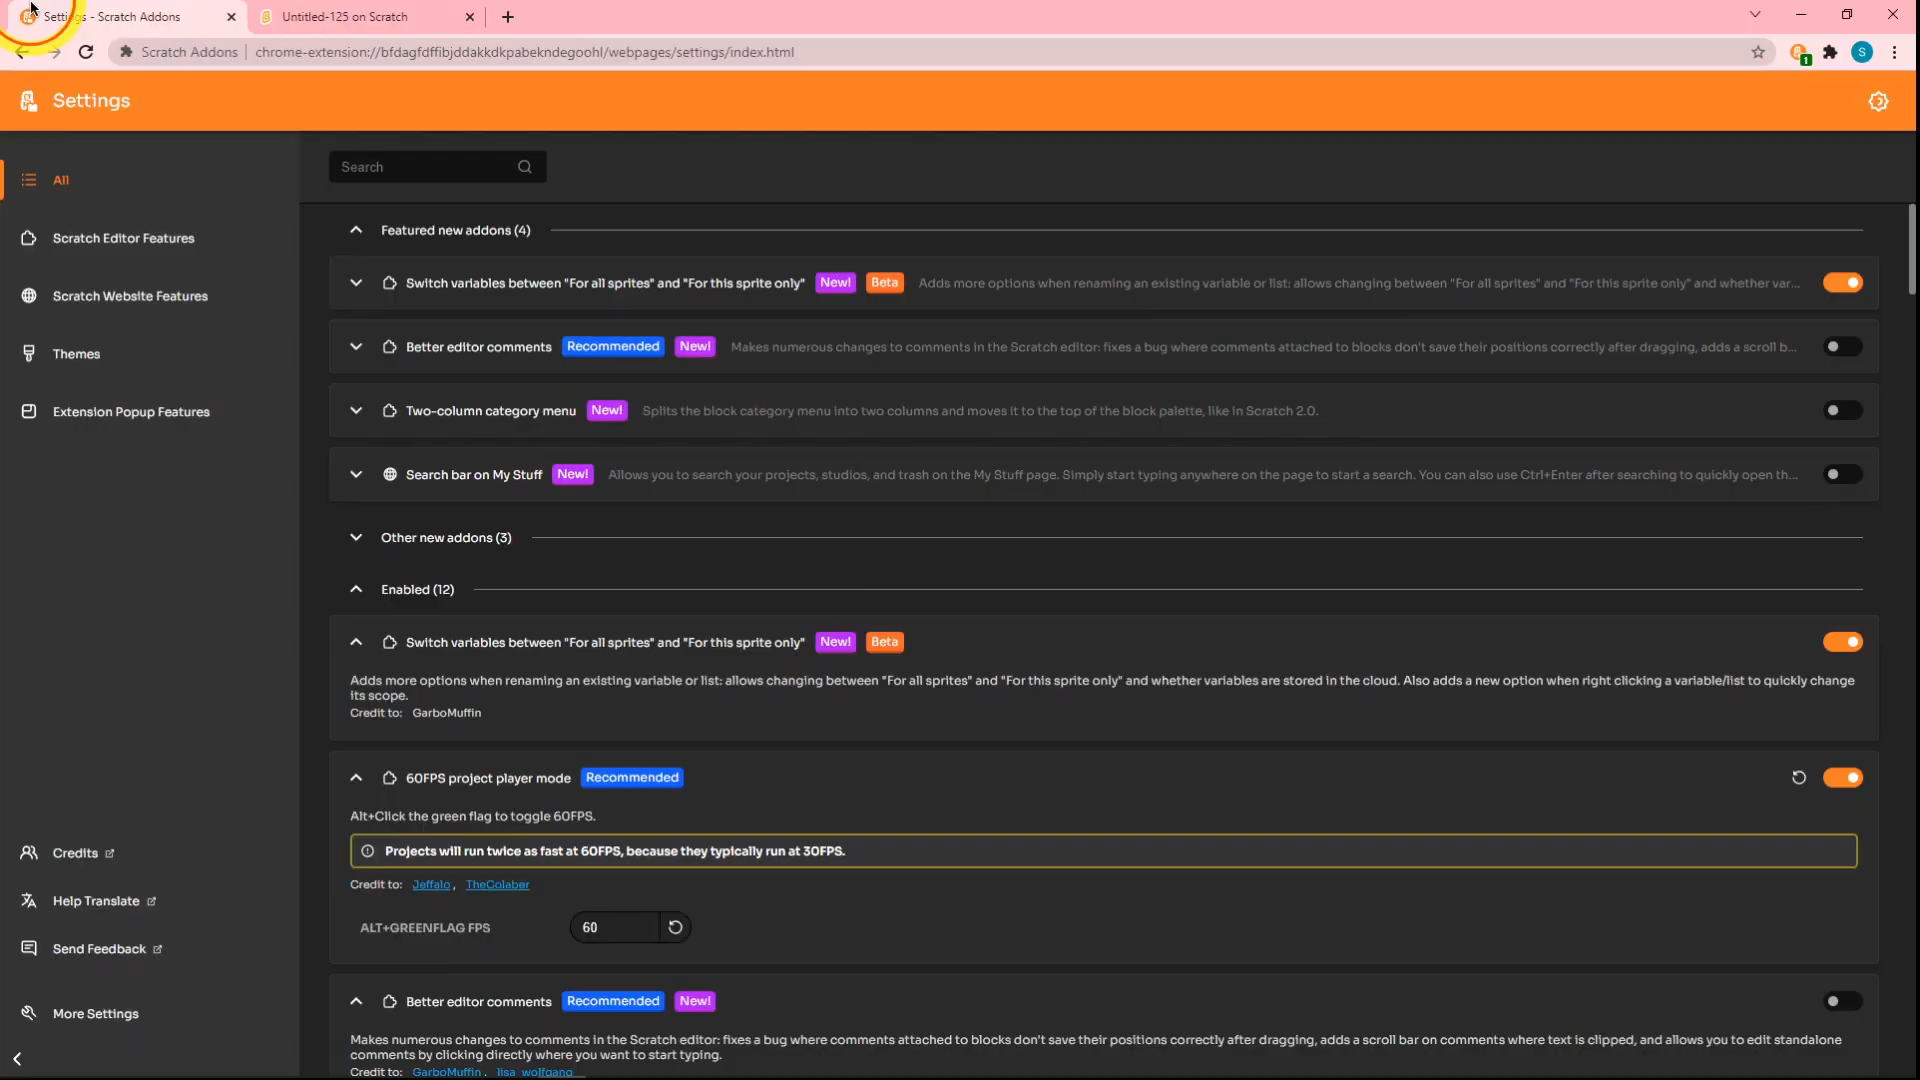 Settings - Scratch Addons
Untitled-125 on Scratch
Scratch Addons
chrome-extension://bfdagfdffibjddakkdkpabekndegoohl/webpages/settings/index.html
1
S
Settings
Search
All
Scratch Editor Features
Scratch Website Features
Themes
Extension Popup Features
Featured new addons (4)
Switch variables between "For all sprites" and "For this sprite only" New! Beta Adds more options when renaming an existing variable or list: allows changing between "For all sprites" and "For this sprite only" and whether var...
Better editor comments Recommended New! Makes numerous changes to comments in the Scratch editor: fixes a bug where comments attached to blocks don't save their positions correctly after dragging, adds a scroll b...
Two-column category menu New! Splits the block category menu into two columns and moves it to the top of the block palette, like in Scratch 2.0.
Search bar on My Stuff New! Allows you to search your projects, studios, and trash on the My Stuff page. Simply start typing anywhere on the page to start a search. You can also use Ctrl+Enter after searching to quickly open th...
Other new addons (3)
Enabled (12)
Switch variables between "For all sprites" and "For this sprite only" New! Beta
Adds more options when renaming an existing variable or list: allows changing between "For all sprites" and "For this sprite only" and whether variables are stored in the cloud. Also adds a new option when right clicking a variable/list to quickly change
its scope.
Credit to: GarboMuffin
60FPS project player mode Recommended
Alt+Click the green flag to toggle 60FPS.
Projects will run twice as fast at 60FPS, because they typically run at 30FPS.
Credit to: Jeffalo, TheColaber
ALT+GREENFLAG FPS 60
Better editor comments Recommended New!
Makes numerous changes to comments in the Scratch editor: fixes a bug where comments attached to blocks don't save their positions correctly after dragging, adds a scroll bar on comments where text is clipped, and allows you to edit standalone
comments by clicking directly where you want to start typing.
Credit to: GarboMuffin, lisa_wolfgang
Credits
Help Translate
Send Feedback
More Settings